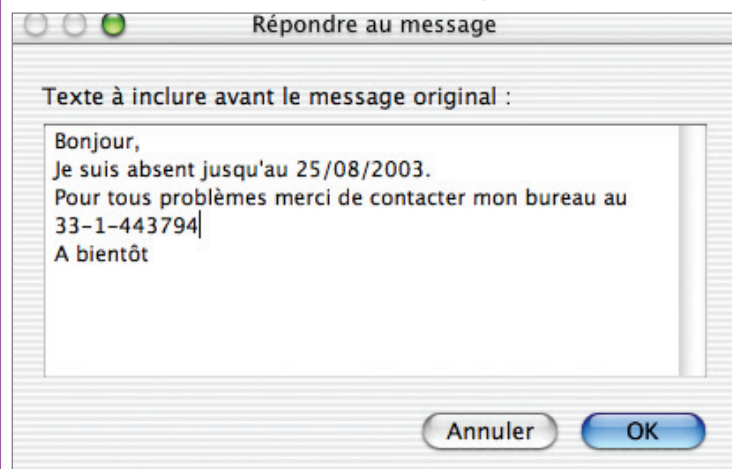 Répondre au message
Texte à inclure avant le message original :
Bonjour,
Je suis absent jusqu'au 25/08/2003.
Pour tous problèmes merci de contacter mon bureau au
33-1-443794
A bientôt
Annuler
OK